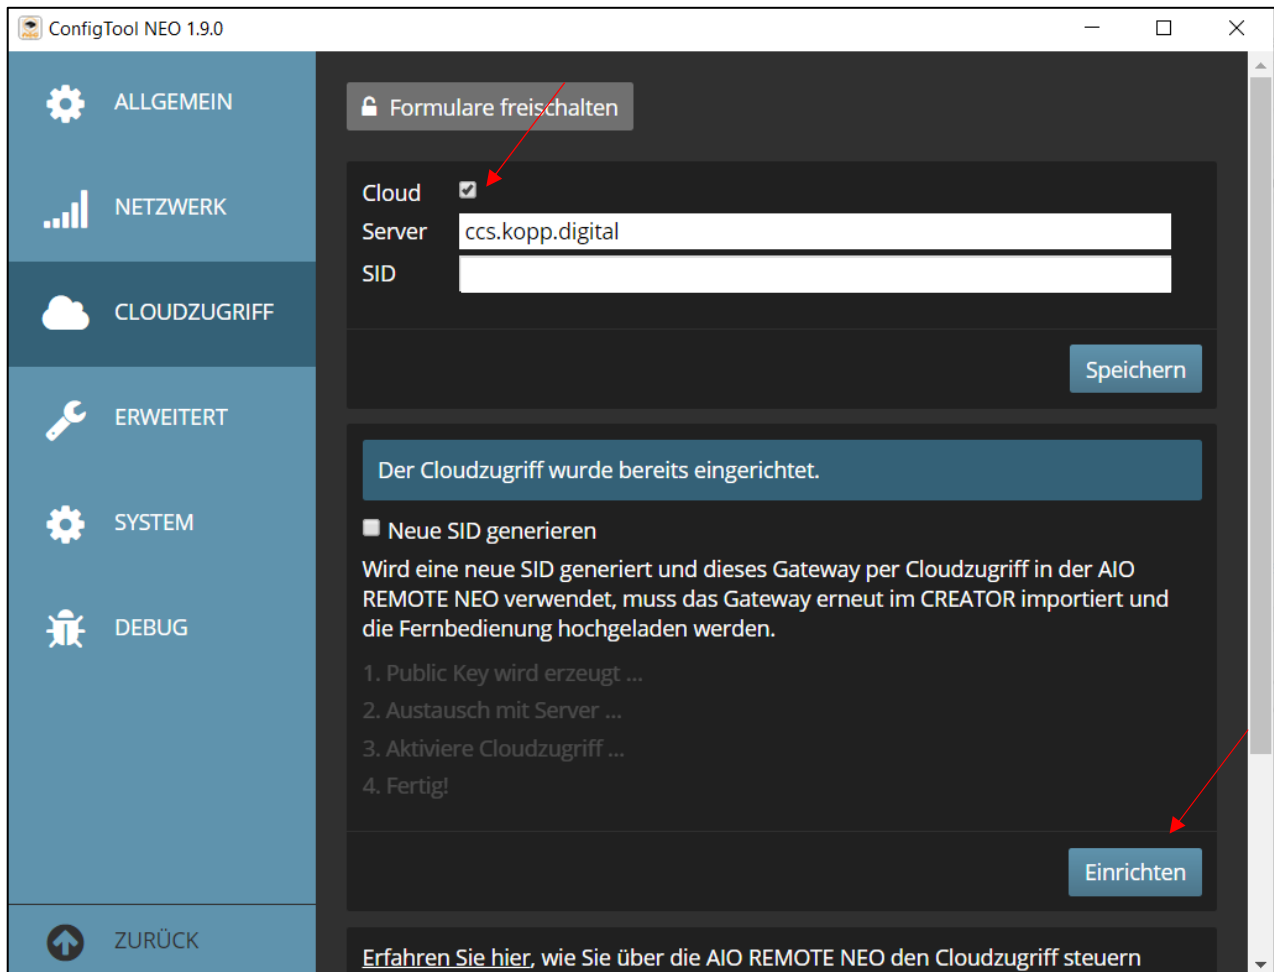 ConfigTool NEO 1.9.0
ALLGEMEIN
NETZWERK
CLOUDZUGRIFF
ERWEITERT
SYSTEM
DEBUG
ZURÜCK
Formulare freischalten
Cloud
Server ccs.kopp.digital
SID
Speichern
Der Cloudzugriff wurde bereits eingerichtet.
Neue SID generieren
Wird eine neue SID generiert und dieses Gateway per Cloudzugriff in der AIO
REMOTE NEO verwendet, muss das Gateway erneut im CREATOR importiert und
die Fernbedienung hochgeladen werden.
1. Public Key wird erzeugt ...
2. Austausch mit Server ...
3. Aktiviere Cloudzugriff ...
4. Fertig!
Einrichten
Erfahren Sie hier, wie Sie über die AIO REMOTE NEO den Cloudzugriff steuern